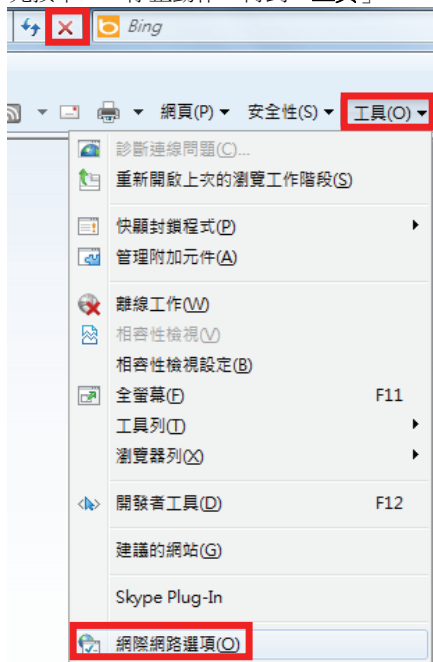 Bing
網頁(P) 安全性(S) 工具(O)
診斷連線問題(C)...
重新開啟上次的瀏覽工作階段(S)
快顯封鎖程式(P)
管理附加元件(A)
離線工作(W)
相容性檢視(V)
相容性檢視設定(B)
全螢幕(F) F11
工具列(T)
瀏覽器列(X)
開發者工具(D) F12
建議的網站(G)
Skype Plug-In
網際網路選項(O)